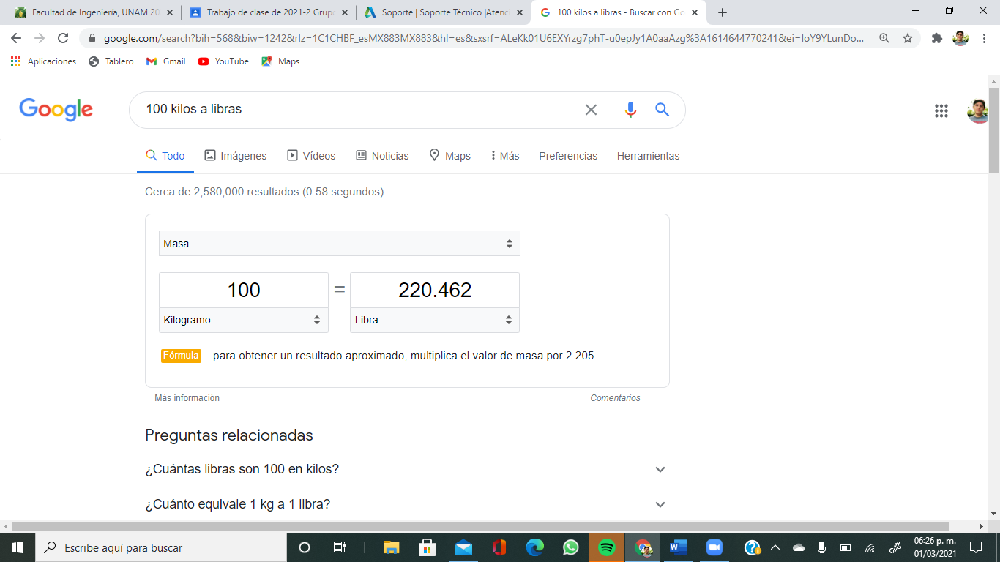 Facultad de Ingeniería, UNAM 20
Trabajo de clase de 2021-2 Grupo
Soporte | Soporte Técnico |Atenc
100 kilos a libras - Buscar con Go
google.com/search?bih=568&biw=1242&rlz=1C1CHBF_esMX883MX883&hl=es&sxsrf=ALeKk01U6EXYrzg7phT-u0epJy1A0aaAzg%3A1614644770241&ei=IoY9YLunDo...
Aplicaciones Tablero Gmail YouTube Maps
Google
100 kilos a libras
Todo Imágenes Vídeos Noticias Maps Más Preferencias Herramientas
Cerca de 2,580,000 resultados (0.58 segundos)
Masa
100 = 220.462
Kilogramo Libra
Fórmula para obtener un resultado aproximado, multiplica el valor de masa por 2.205
Más información Comentarios
Preguntas relacionadas
¿Cuántas libras son 100 en kilos?
¿Cuánto equivale 1 kg a 1 libra?
Escribe aquí para buscar
06:26 p. m.
01/03/2021